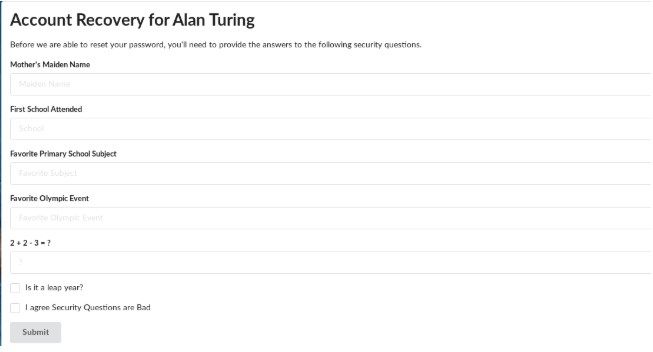 Account Recovery for Alan Turing
Before we are able to reset your password, you'll need to provide the answers to the following security questions.
Mother's Maiden Name
Maiden Name
First School Attended
School
Favorite Primary School Subject
Favorite Subject
Favorite Olympic Event
Favorite Olympic Event
2 + 2 - 3 = ?
?
Is it a leap year?
I agree Security Questions are Bad
Submit